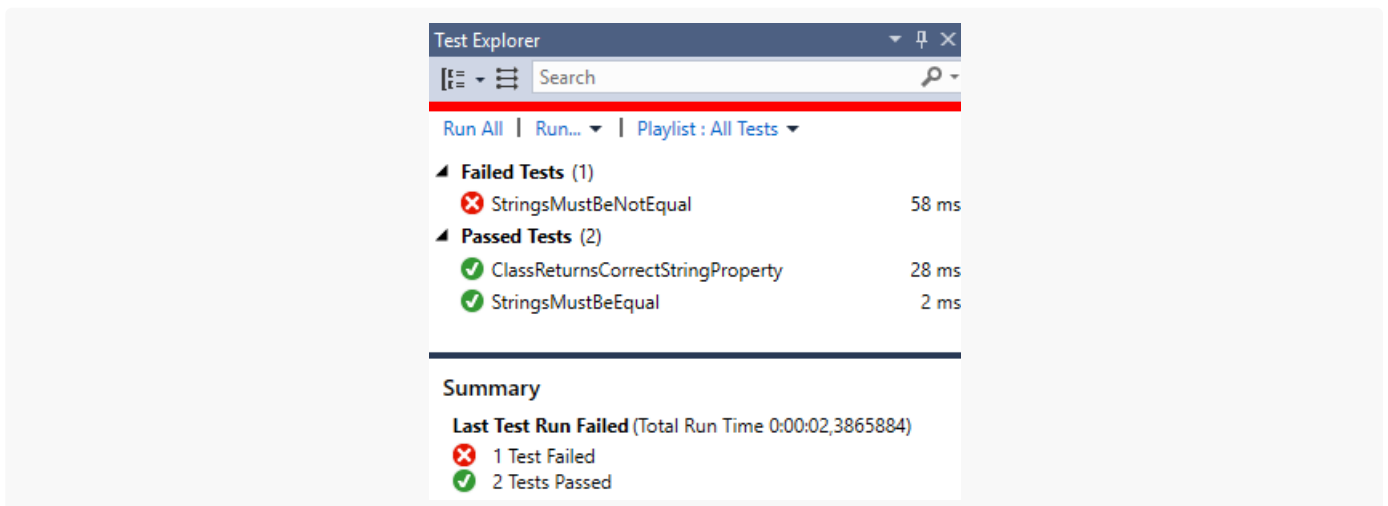 Test Explorer
Search
Run All | Run... | Playlist : All Tests
Failed Tests (1)
StringsMustBeNotEqual 58 ms
Passed Tests (2)
ClassReturnsCorrectStringProperty 28 ms
StringsMustBeEqual 2 ms
Summary
Last Test Run Failed (Total Run Time 0:00:02,3865884)
1 Test Failed
2 Tests Passed